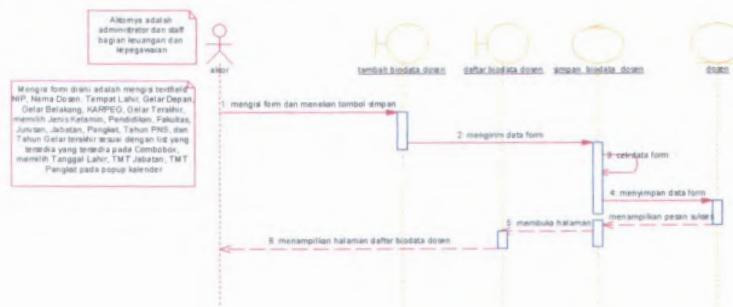 Aktornya adalah
administrator dan staff
bagian keuangan dan
kepegawaian
aktor
tambah biodata dosen
daftar biodata dosen
simpan biodata dosen
dosen
Mengisi form disini adalah mengisi textfield
NIP, Nama Dosen, Tempat Lahir, Gelar Depan,
Gelar Belakang, KARPEG, Gelar Terakhir,
memilih Jenis Kelamin, Pendidikan, Fakultas,
Jurusan, Jabatan, Pangkat, Tahun PNS, dan
Tahun Gelar terakhir sesuai dengan list yang
tersedia yang tersedia pada Combobox,
memilih Tanggal Lahir, TMT Jabatan, TMT
Pangkat pada popup kalender
1: mengisi form dan menekan tombol simpan
2: mengirim data form
3: cek data form
4: menyimpan data form
menampilkan pesan sukses
5: membuka halaman
6: menampilkan halaman daftar biodata dosen